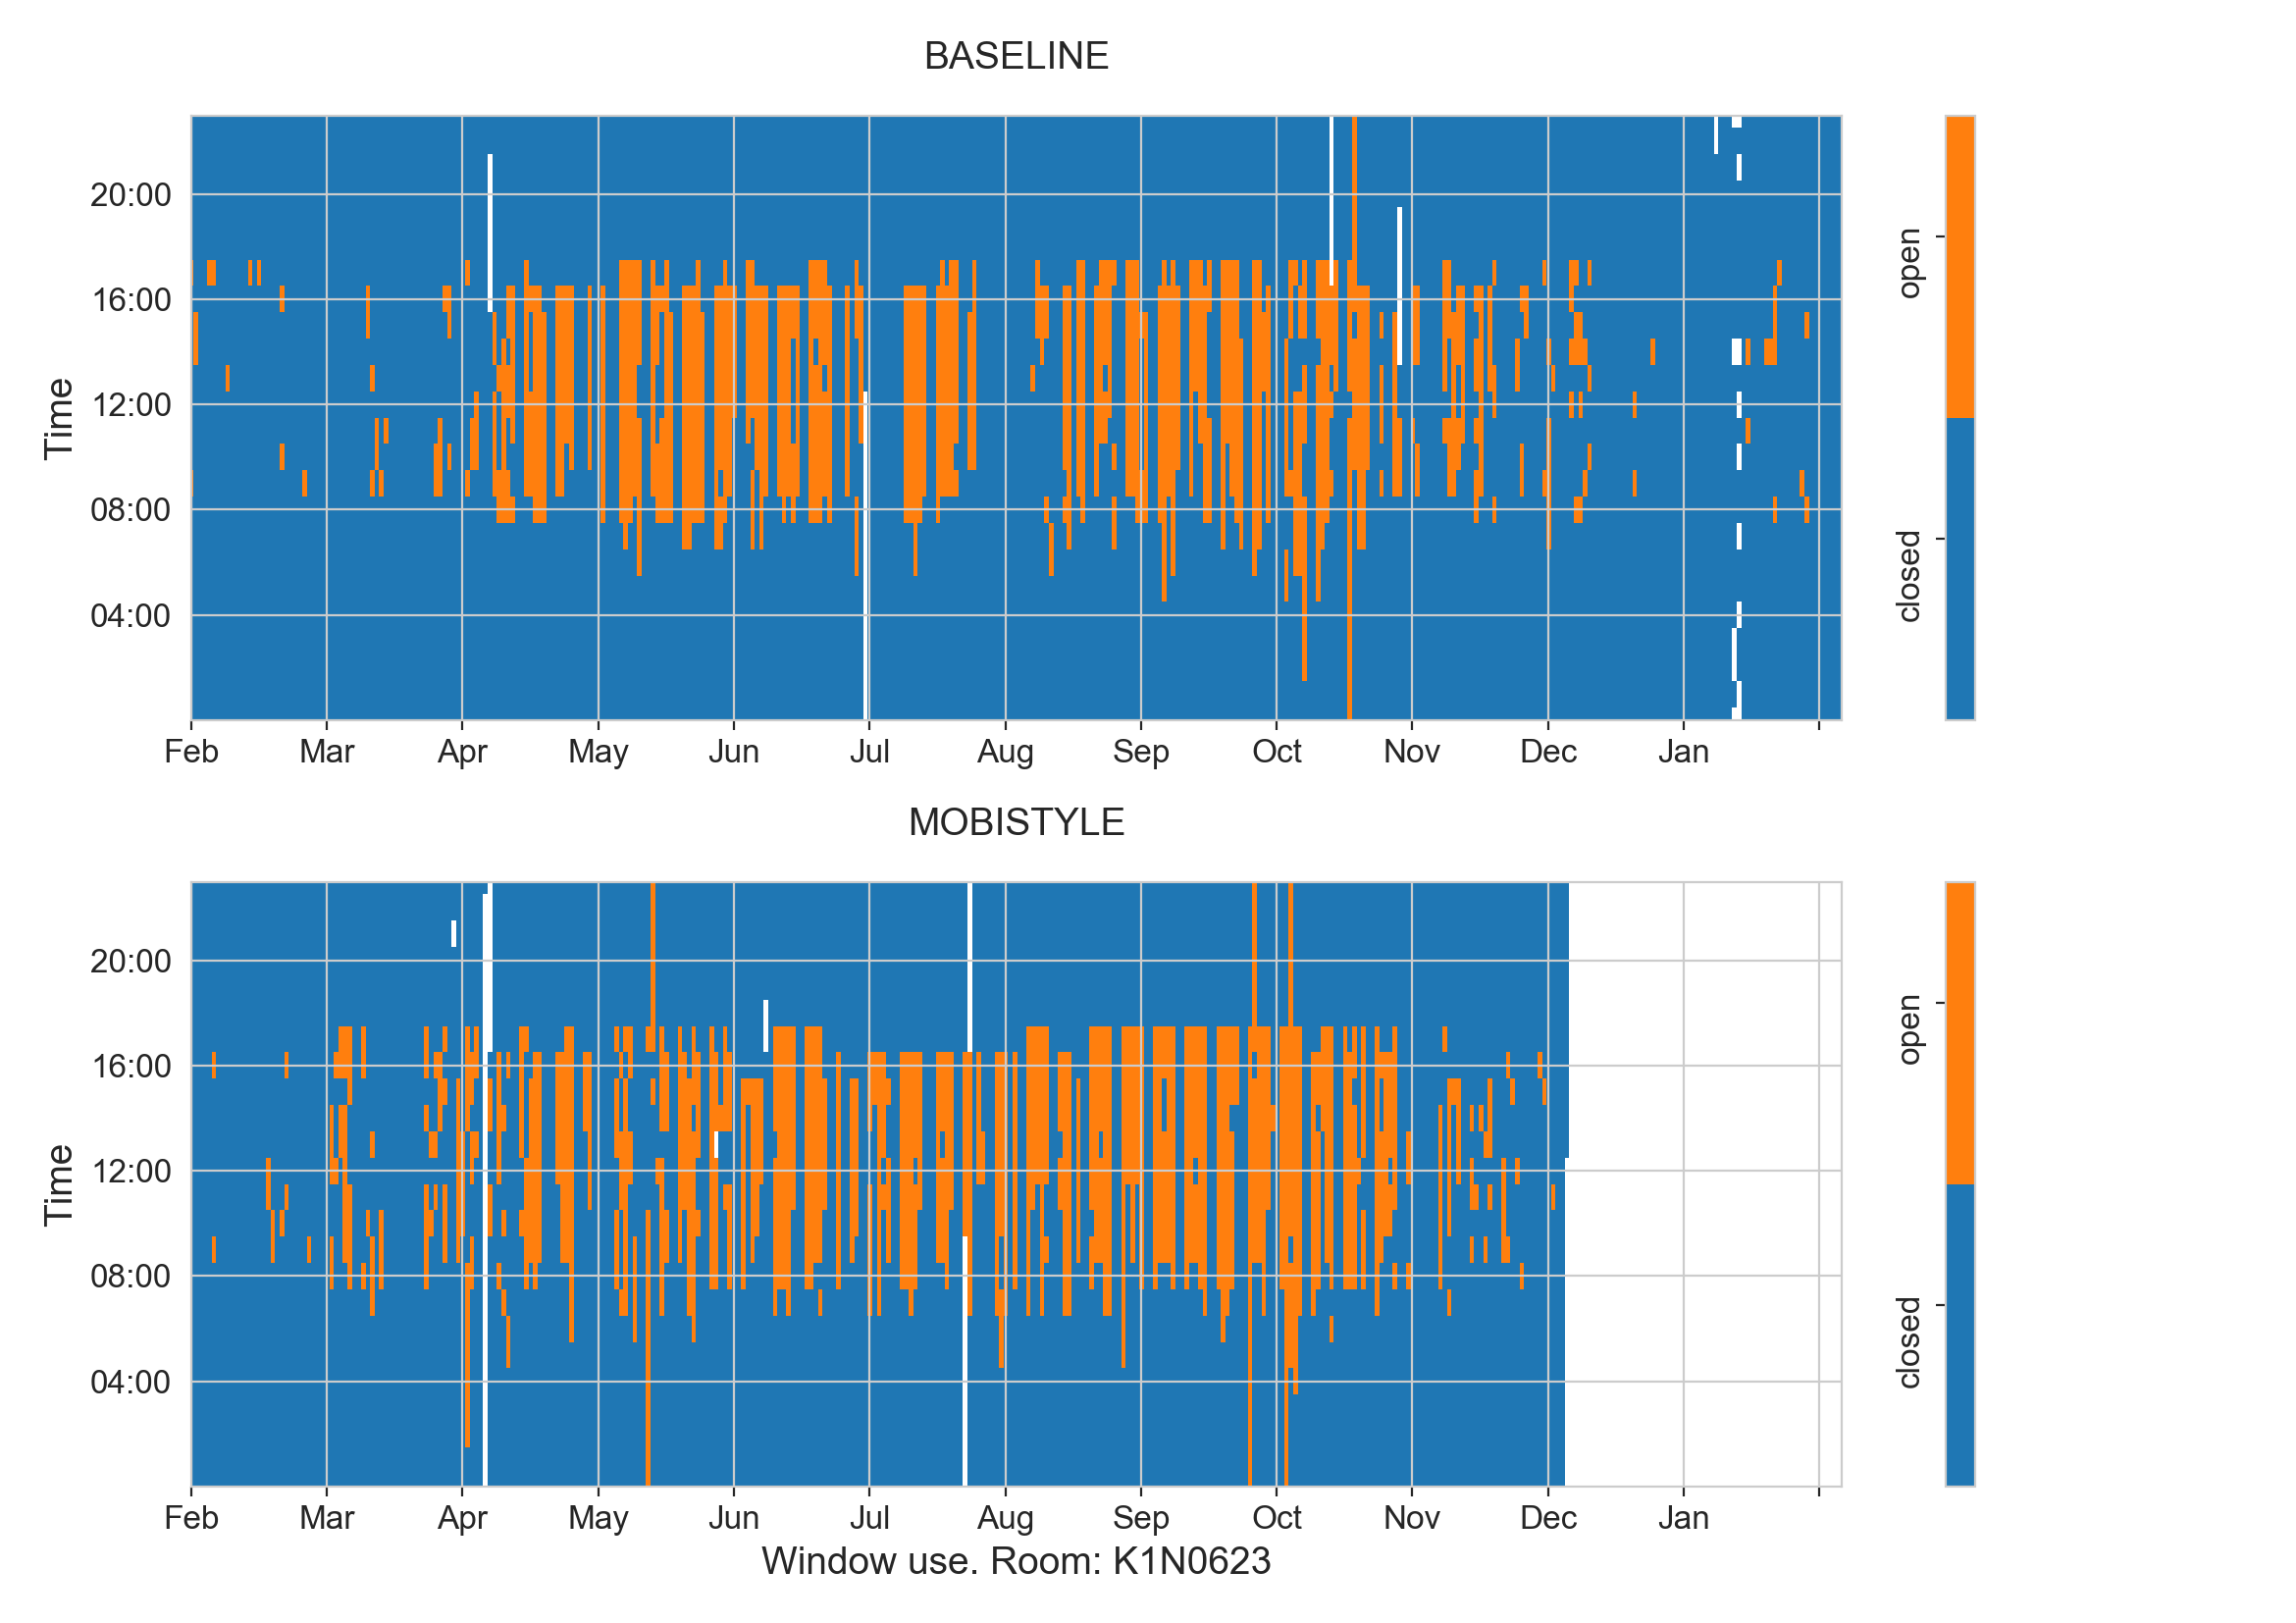 BASELINE
20:00
16:00
12:00
08:00
04:00
Time
Feb Mar Apr May Jun Jul Aug Sep Oct Nov Dec Jan
open
closed
MOBISTYLE
20:00
16:00
12:00
08:00
04:00
Time
Feb Mar Apr May Jun Jul Aug Sep Oct Nov Dec Jan
Window use. Room: K1N0623
open
closed